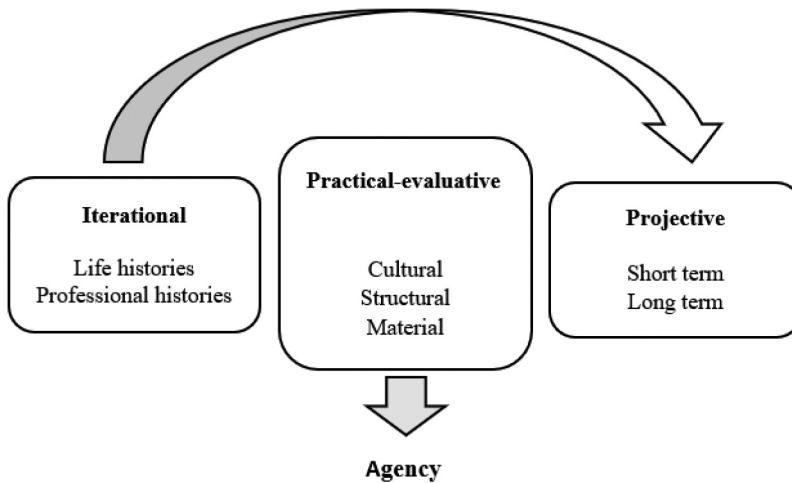 Iterational
Life histories
Professional histories
Practical-evaluative
Cultural
Structural
Material
Projective
Short term
Long term
Agency